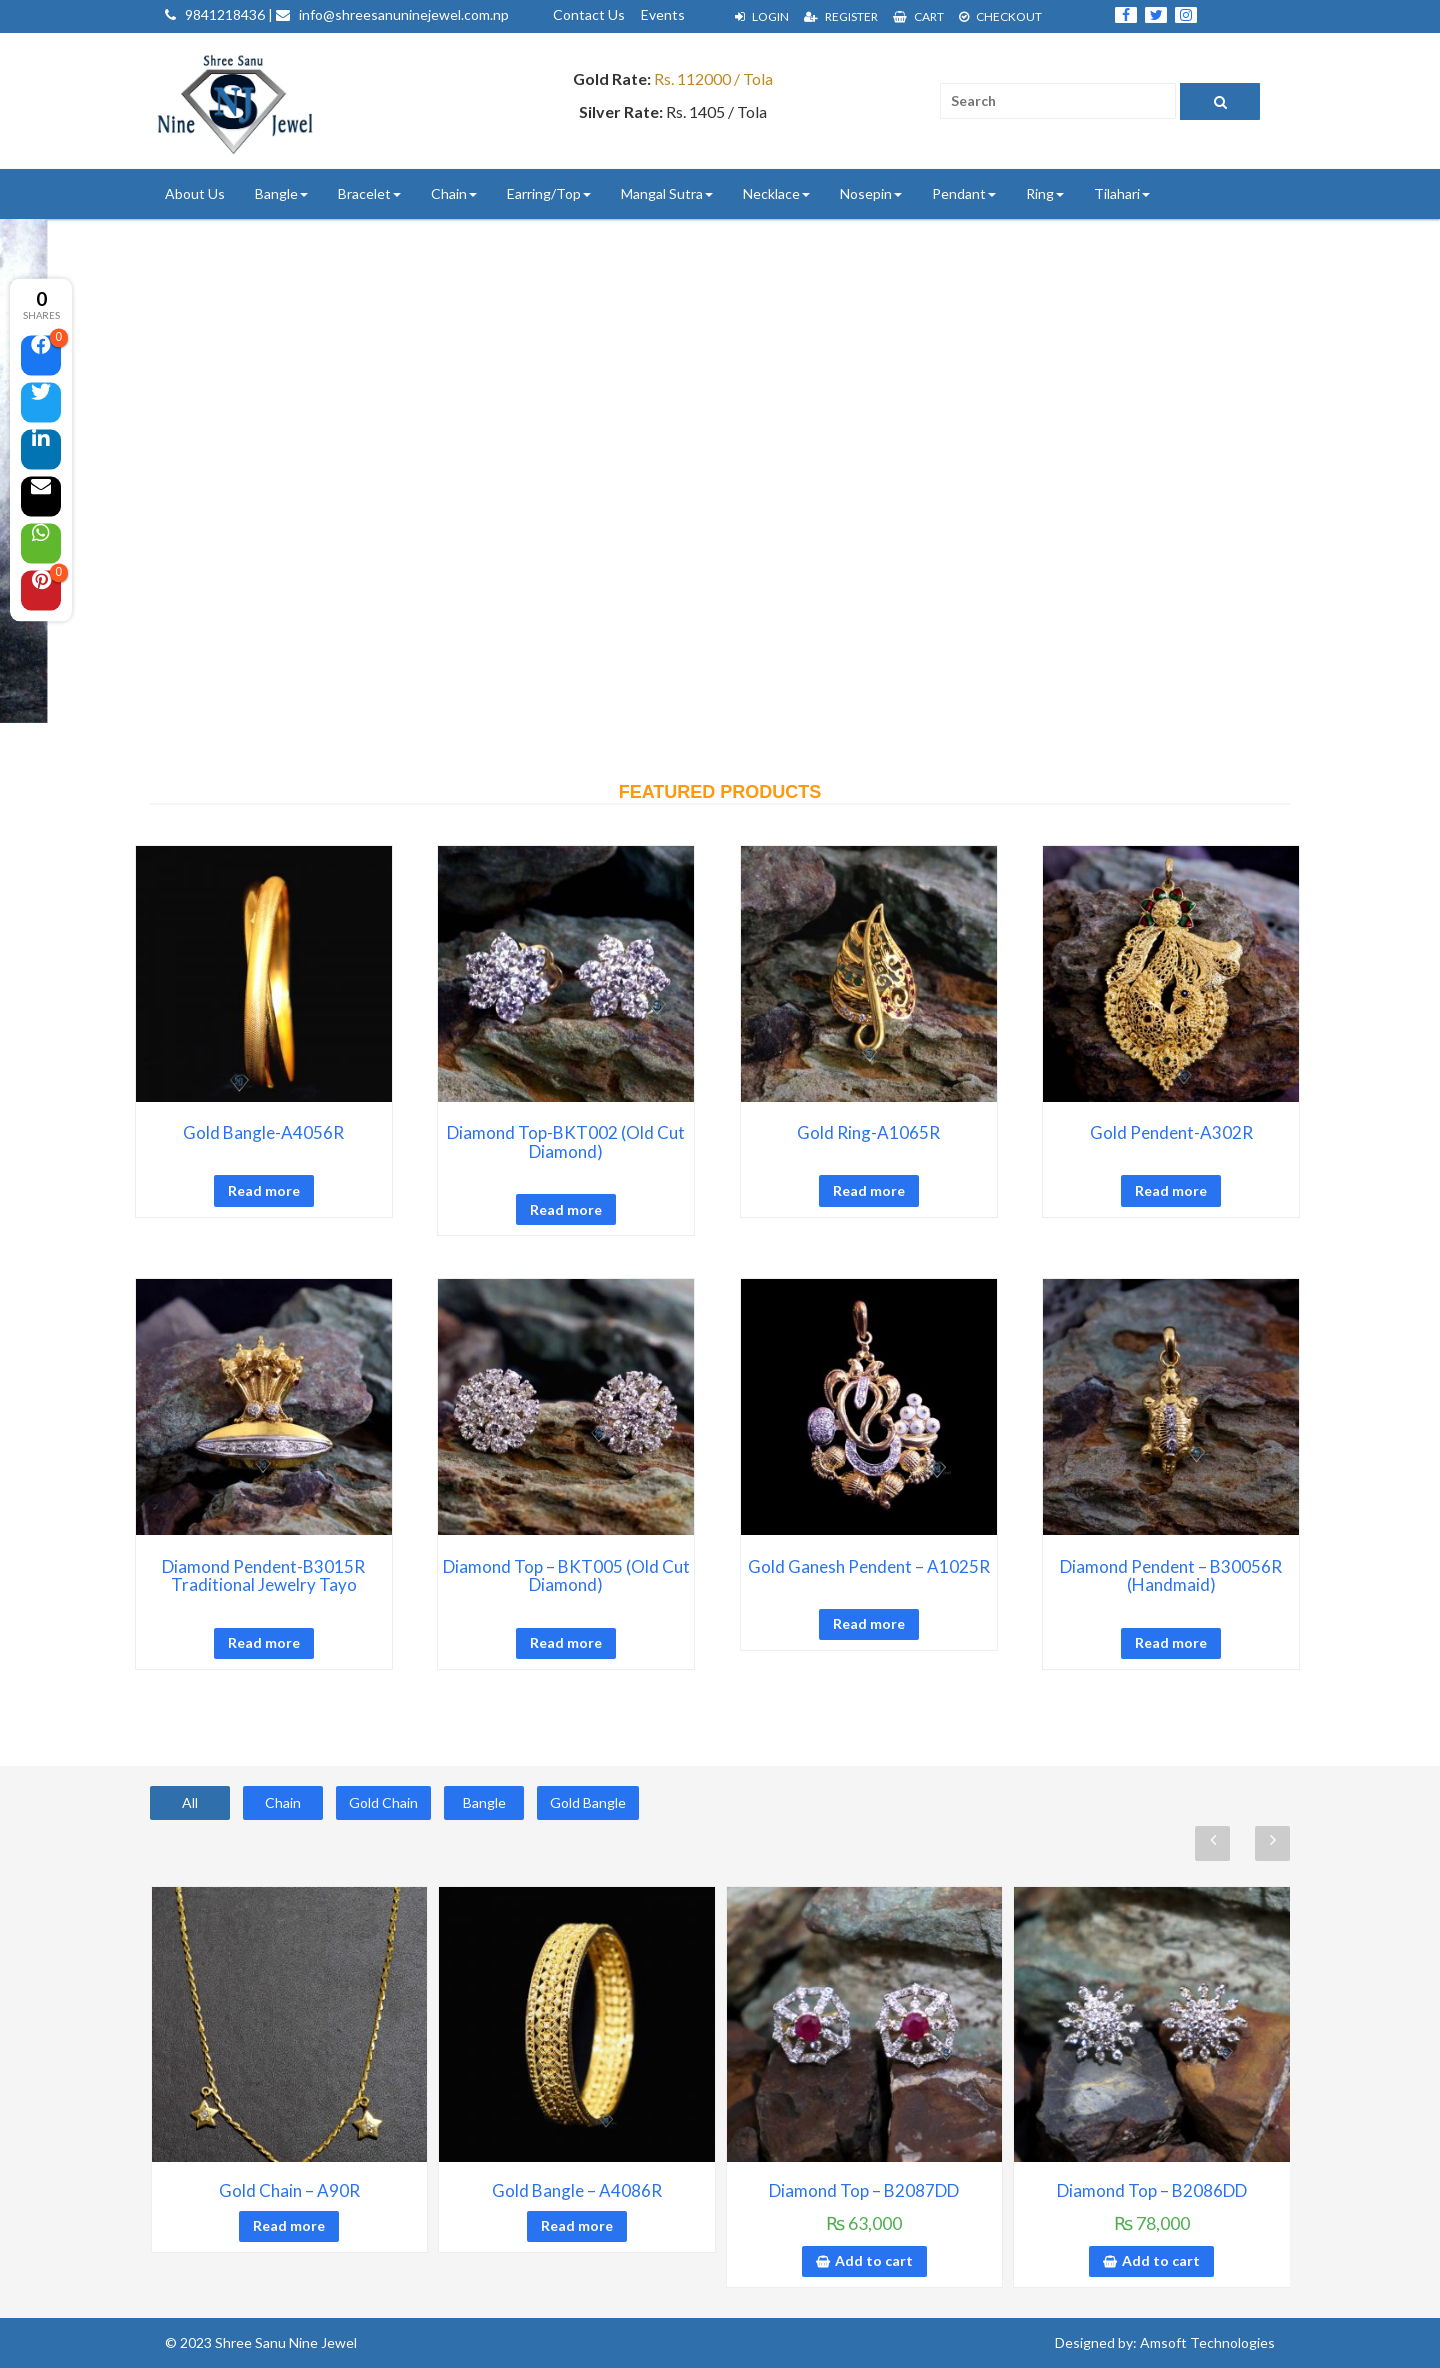 9841218436 | info@shreesanuninejewel.com.np
Contact Us Events
LOGIN REGISTER CART CHECKOUT
Shree Sanu
SNJ
Nine Jewel
Gold Rate: Rs. 112000 / Tola
Silver Rate: Rs. 1405 / Tola
Search
About Us Bangle Bracelet Chain Earring/Top Mangal Sutra Necklace Nosepin Pendant Ring Tilahari
0
SHARES
0
0
FEATURED PRODUCTS
Gold Bangle-A4056R
Read more
Diamond Top-BKT002 (Old Cut
Diamond)
Read more
Gold Ring-A1065R
Read more
Gold Pendent-A302R
Read more
Diamond Pendent-B3015R
Traditional Jewelry Tayo
Read more
Diamond Top – BKT005 (Old Cut
Diamond)
Read more
Gold Ganesh Pendent – A1025R
Read more
Diamond Pendent – B30056R
(Handmaid)
Read more
All Chain Gold Chain Bangle Gold Bangle
Gold Chain – A90R
Read more
Gold Bangle – A4086R
Read more
Diamond Top – B2087DD
₨ 63,000
Add to cart
Diamond Top – B2086DD
₨ 78,000
Add to cart
© 2023 Shree Sanu Nine Jewel
Designed by: Amsoft Technologies